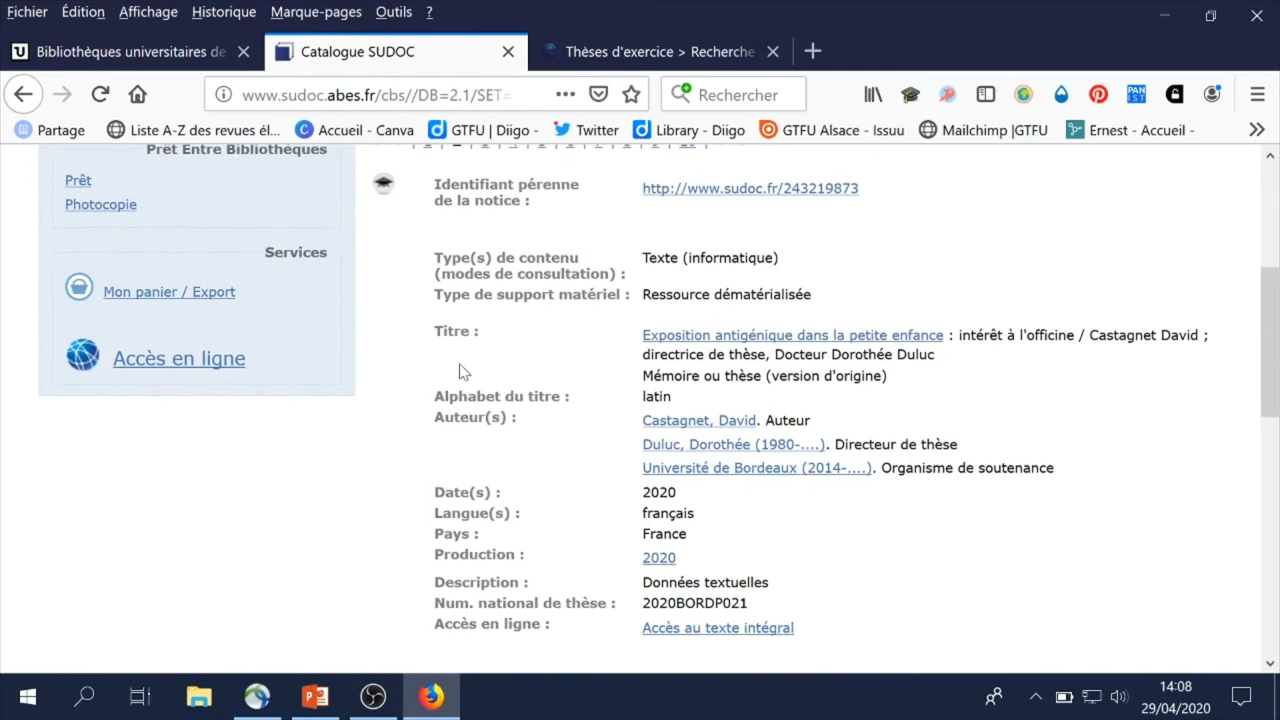 Fichier Édition Affichage Historique Marque-pages Outils ?
Bibliothèques universitaires de
Catalogue SUDOC
Thèses d'exercice > Recherche
www.sudoc.abes.fr/cbs//DB=2.1/SET=
Rechercher
PAN IST
Partage
Liste A-Z des revues él...
Accueil - Canva
GTFU | Diigo -
Twitter
Library - Diigo
GTFU Alsace - Issuu
Mailchimp |GTFU
Ernest - Accueil -
Prêt Entre Bibliothèques
Prêt
Photocopie
Services
Mon panier / Export
Accès en ligne
Identifiant pérenne
de la notice :
http://www.sudoc.fr/243219873
Type(s) de contenu
(modes de consultation) :
Texte (informatique)
Type de support matériel : Ressource dématérialisée
Titre : Exposition antigénique dans la petite enfance : intérêt à l'officine / Castagnet David ;
directrice de thèse, Docteur Dorothée Duluc
Mémoire ou thèse (version d'origine)
Alphabet du titre : latin
Auteur(s) : Castagnet, David. Auteur
Duluc, Dorothée (1980-....). Directeur de thèse
Université de Bordeaux (2014-....). Organisme de soutenance
Date(s) : 2020
Langue(s) : français
Pays : France
Production : 2020
Description : Données textuelles
Num. national de thèse : 2020BORDP021
Accès en ligne : Accès au texte intégral
14:08
29/04/2020